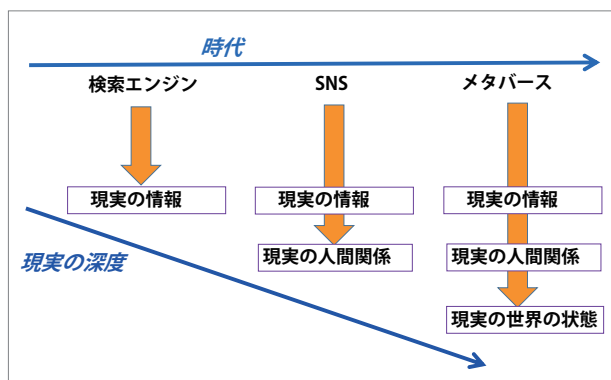 時代
検索エンジン
SNS
メタバース
現実の情報
現実の情報
現実の情報
現実の人間関係
現実の人間関係
現実の深度
現実の世界の状態